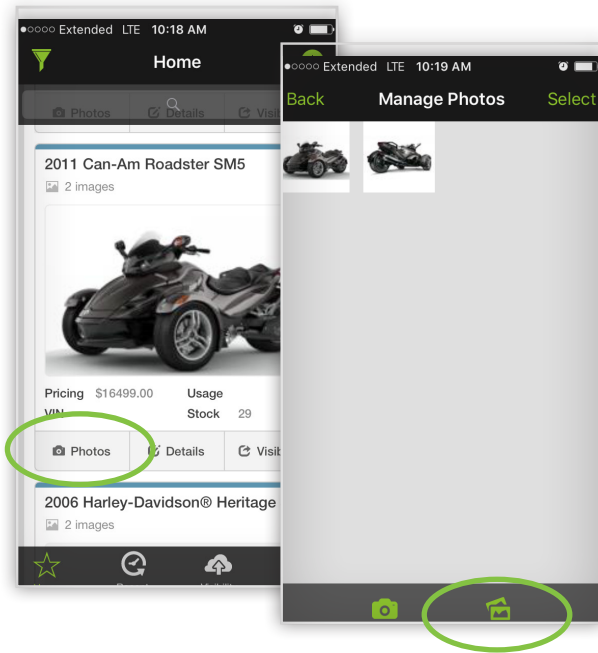 ●○○○○ Extended LTE 10:18 AM
Home
Photos Details
2011 Can-Am Roadster SM5
2 images
Pricing $16499.00 Usage
VIN
Stock 29
Photos Details
2006 Harley-Davidson® Heritage
2 images
●○○○○ Extended LTE 10:19 AM
Back Manage Photos Select